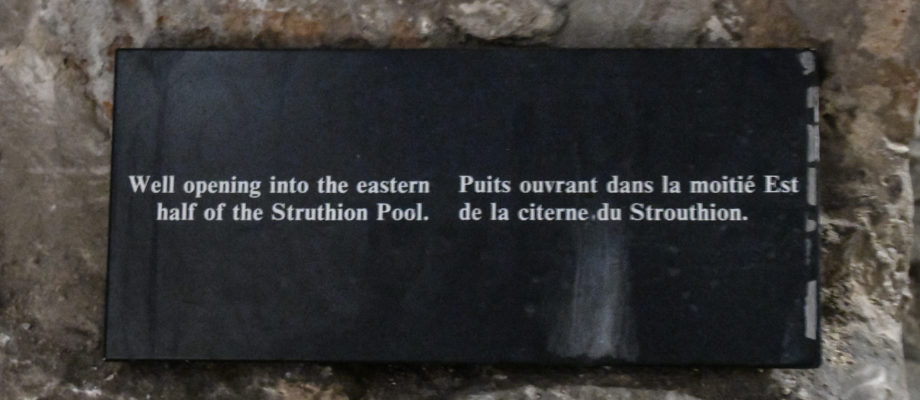 Well opening into the eastern
half of the Struthion Pool.
Puits ouvrant dans la moitié Est
de la citerne du Strouthion.